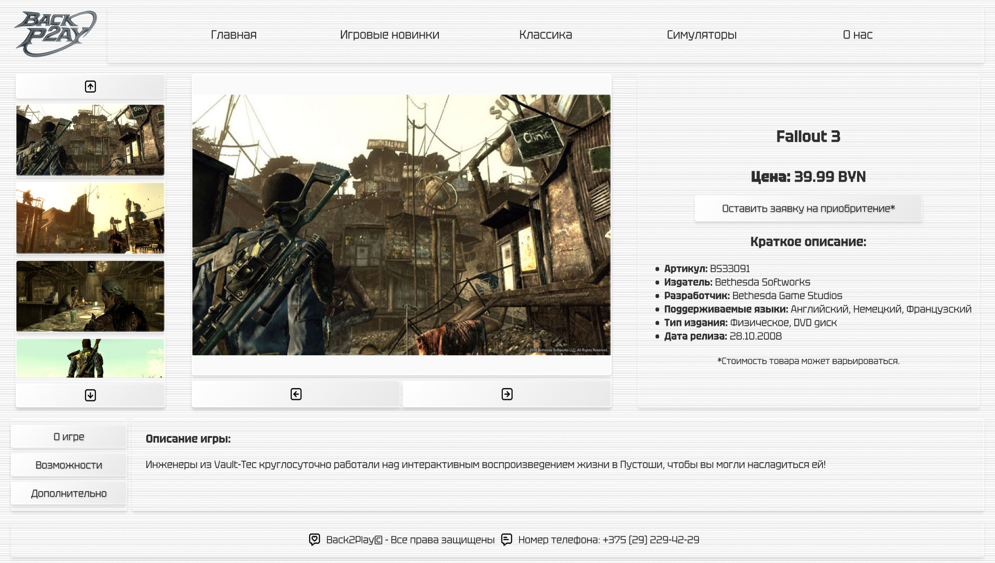 BACK
P2AY
Главная
Игровые новинки
Классика
Симуляторы
О нас
Clinic
Fallout 3
Цена: 39.99 BYN
Оставить заявку на приобритение*
Краткое описание:
Артикул: BS33091
Издатель: Bethesda Softworks
Разработчик: Bethesda Game Studios
Поддерживаемые языки: Английский, Немецкий, Французский
Тип издания: Физическое, DVD диск
Дата релиза: 28.10.2008
*Стоимость товара может варьироваться.
О игре
Возможности
Дополнительно
Описание игры:
Инженеры из Vault-Tec круглосуточно работали над интерактивным воспроизведением жизни в Пустоши, чтобы вы могли насладиться ей!
Back2Play© - Все права защищены
Номер телефона: +375 (29) 229-42-29